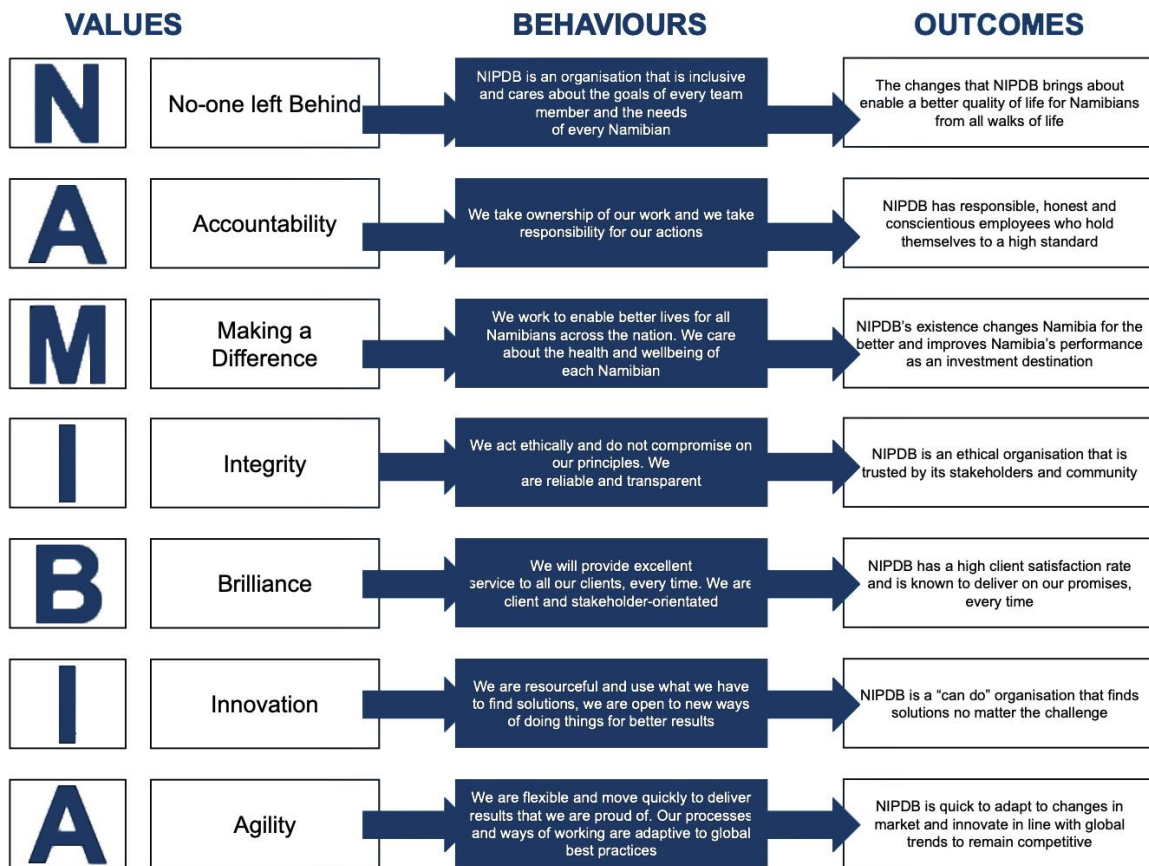 VALUES
BEHAVIOURS
OUTCOMES
N
No-one left Behind
NIPDB is an organisation that is inclusive
and cares about the goals of every team
member and the needs
of every Namibian
The changes that NIPDB brings about
enable a better quality of life for Namibians
from all walks of life
A
Accountability
We take ownership of our work and we take
responsibility for our actions
NIPDB has responsible, honest and
conscientious employees who hold
themselves to a high standard
M
Making a
Difference
We work to enable better lives for all
Namibians across the nation. We care
about the health and wellbeing of
each Namibian
NIPDB's existence changes Namibia for the
better and improves Namibia's performance
as an investment destination
I
Integrity
We act ethically and do not compromise on
our principles. We
are reliable and transparent
NIPDB is an ethical organisation that is
trusted by its stakeholders and community
B
Brilliance
We will provide excellent
service to all our clients, every time. We are
client and stakeholder-orientated
NIPDB has a high client satisfaction rate
and is known to deliver on our promises,
every time
I
Innovation
We are resourceful and use what we have
to find solutions, we are open to new ways
of doing things for better results
NIPDB is a "can do" organisation that finds
solutions no matter the challenge
A
Agility
We are flexible and move quickly to deliver
results that we are proud of. Our processes
and ways of working are adaptive to global
best practices
NIPDB is quick to adapt to changes in
market and innovate in line with global
trends to remain competitive